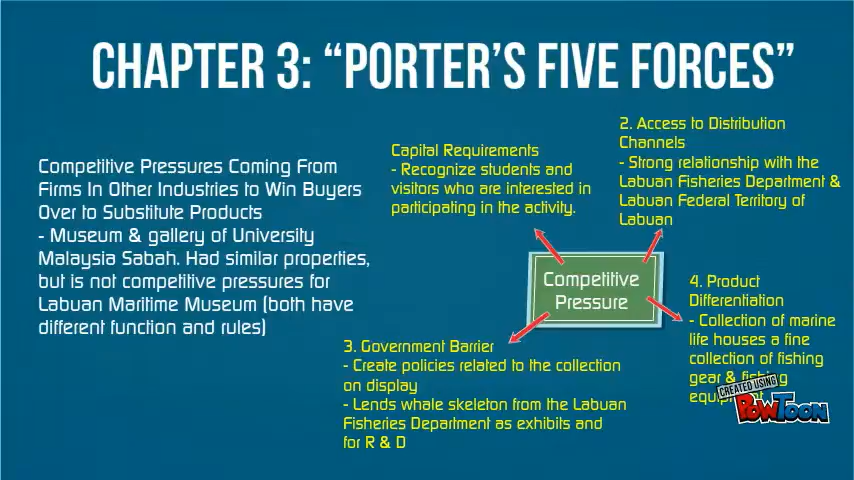 CHAPTER 3: “PORTER’S FIVE FORCES”
Competitive Pressures Coming From
Firms In Other Industries to Win Buyers
Over to Substitute Products
- Museum & gallery of University
Malaysia Sabah. Had similar properties,
but is not competitive pressures for
Labuan Maritime Museum (both have
different function and rules)
Capital Requirements
- Recognize students and
visitors who are interested in
participating in the activity.
2. Access to Distribution
Channels
- Strong relationship with the
Labuan Fisheries Department &
Labuan Federal Territory of
Labuan
Competitive
Pressure
3. Government Barrier
- Create policies related to the collection
on display
- Lends whale skeleton from the Labuan
Fisheries Department as exhibits and
for R & D
4. Product
Differentiation
- Collection of marine
life houses a fine
collection of fishing
gear & fishing
CREATED USING
POWTOON